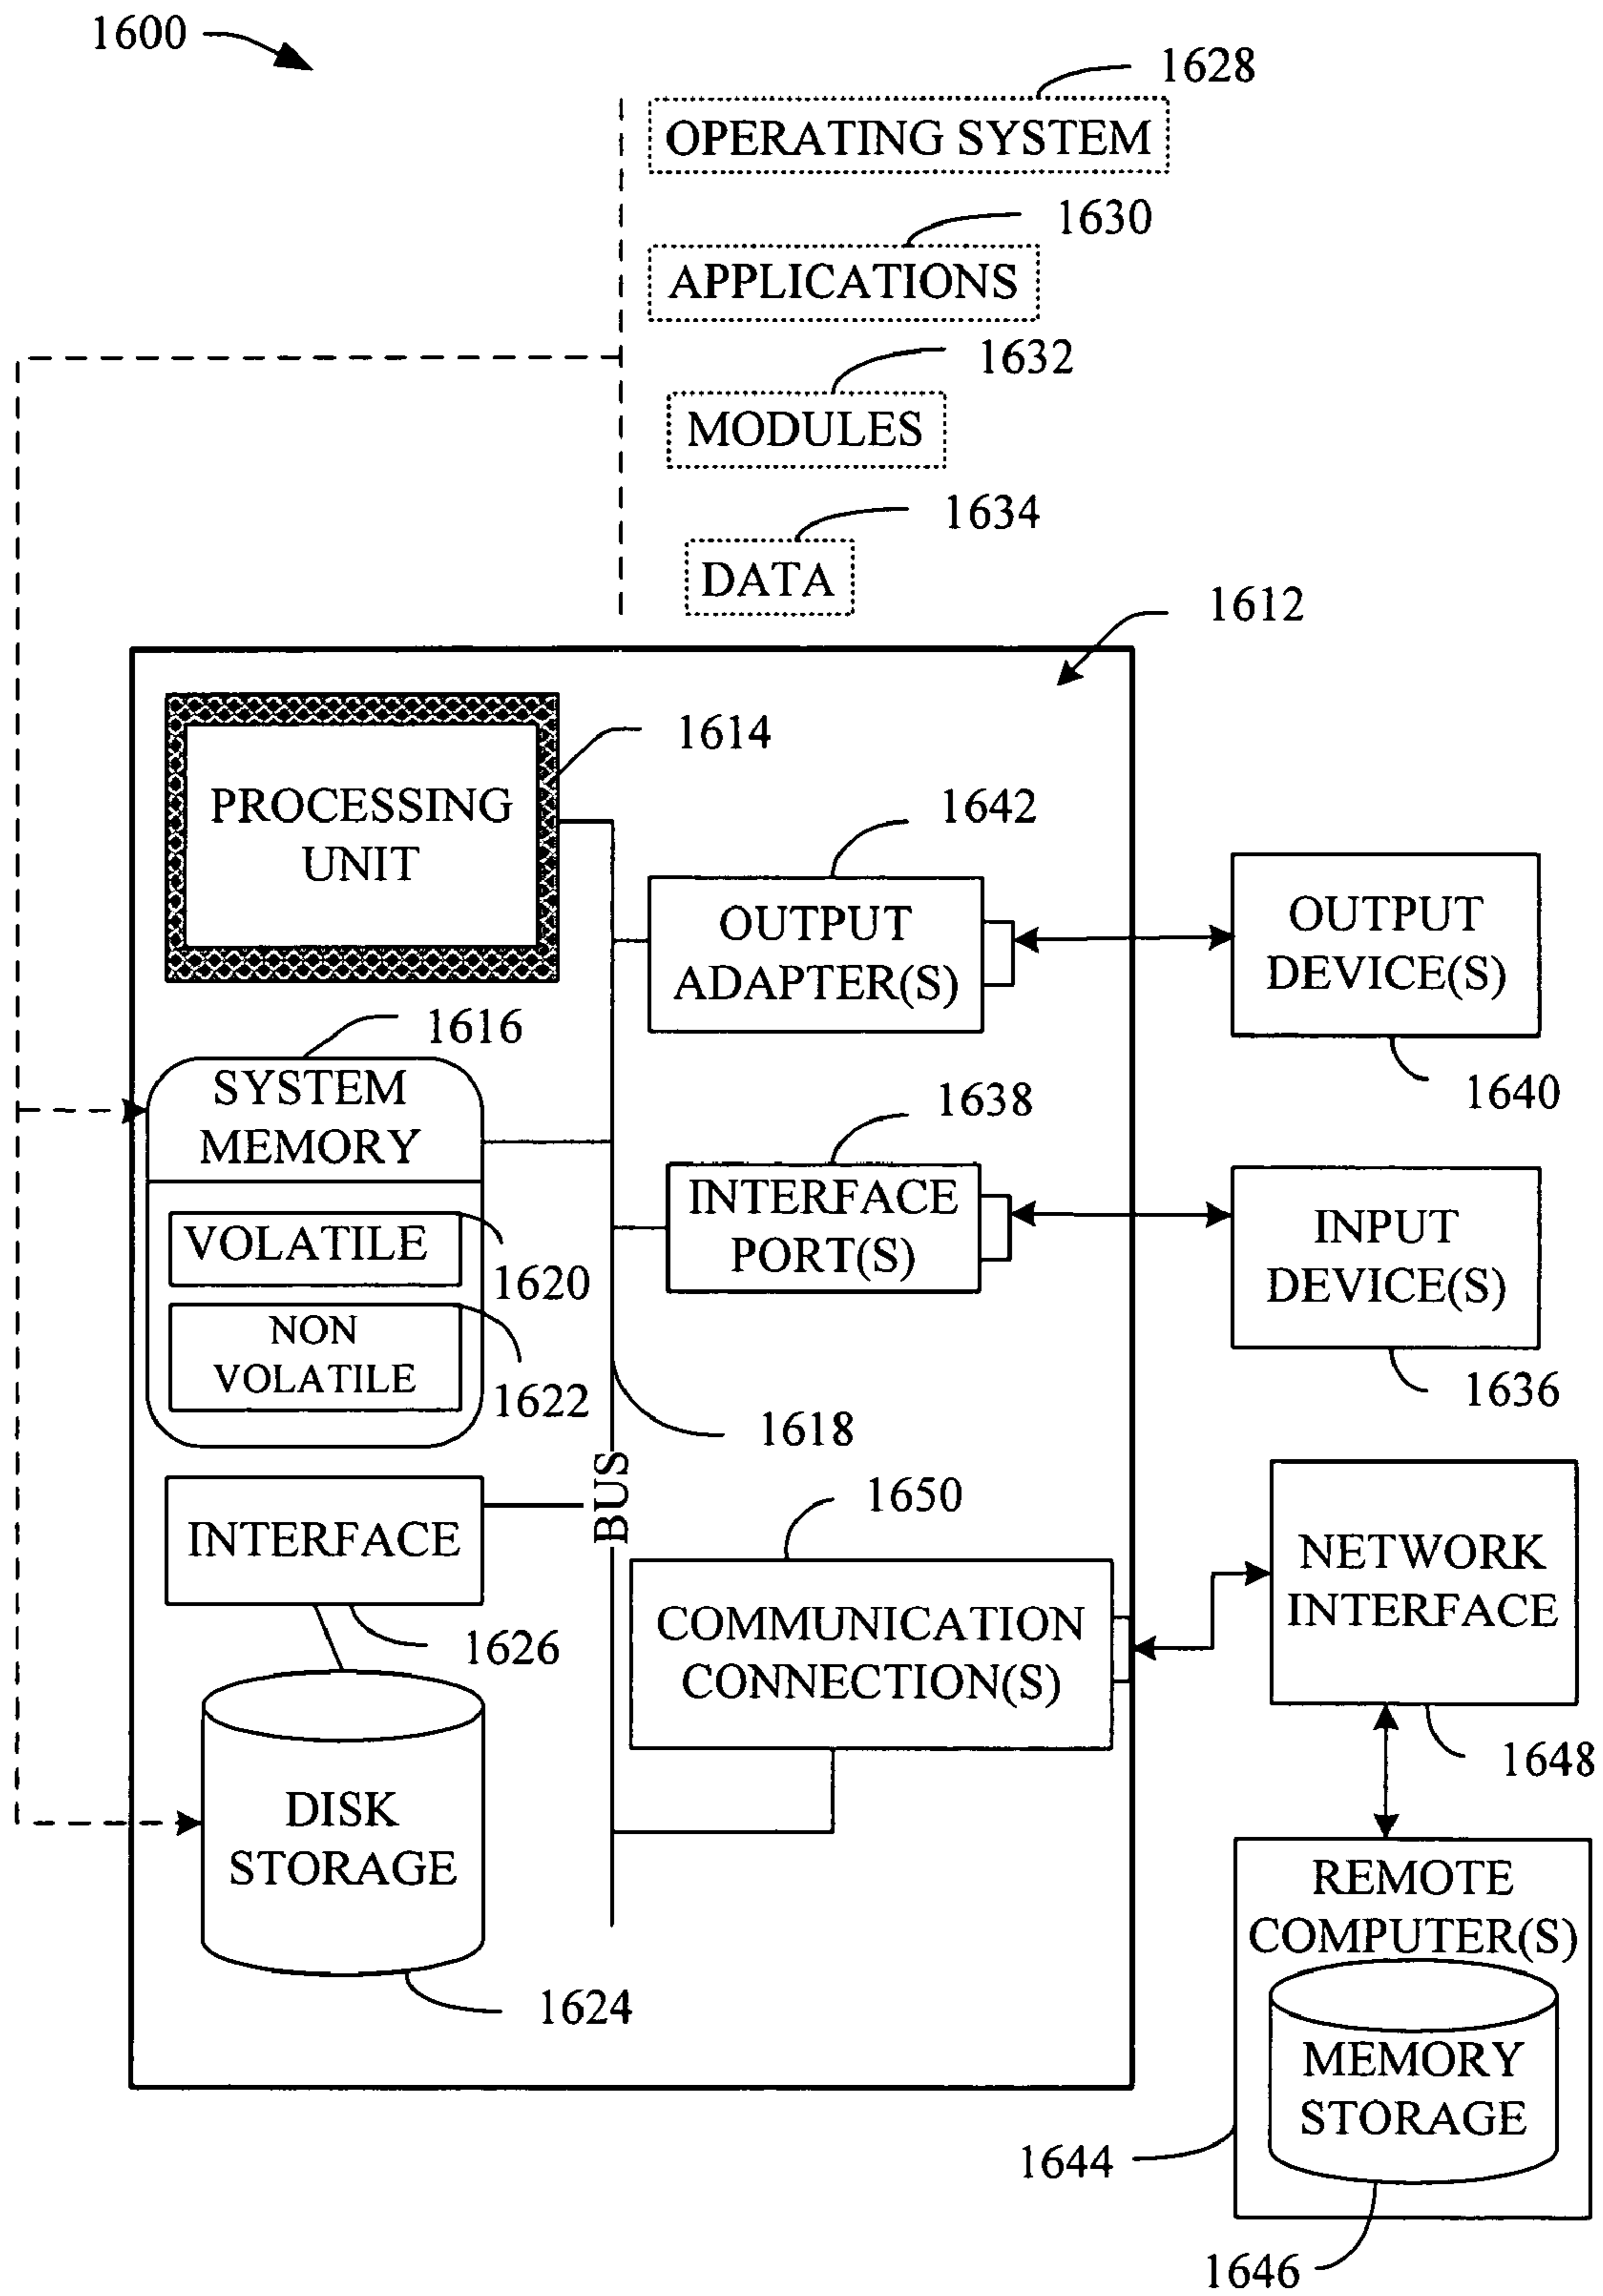 1600
1628
OPERATING SYSTEM
1630
APPLICATIONS
1632
MODULES
1634
DATA
1612
1614
PROCESSING
UNIT
1642
OUTPUT
ADAPTER(S)
OUTPUT
DEVICE(S)
1640
1616
SYSTEM
MEMORY
VOLATILE
1620
NON
VOLATILE
1622
1638
INTERFACE
PORT(S)
INPUT
DEVICE(S)
1636
1618
BUS
INTERFACE
1626
1650
COMMUNICATION
CONNECTION(S)
NETWORK
INTERFACE
1648
DISK
STORAGE
1624
REMOTE
COMPUTER(S)
MEMORY
STORAGE
1644
1646